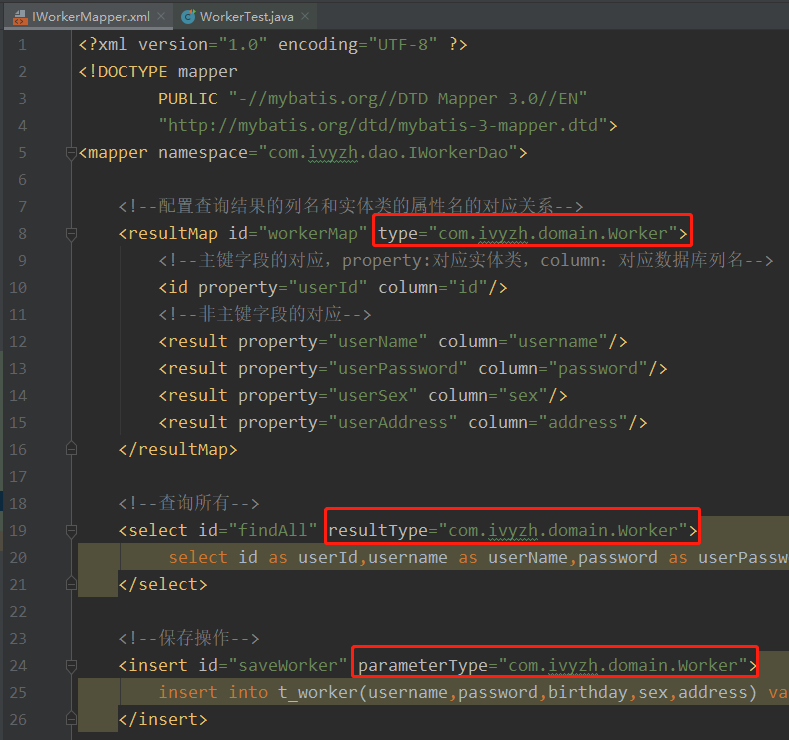 IWorkerMapper.xml × WorkerTest.java ×
1 <?xml version="1.0" encoding="UTF-8" ?>
2 <!DOCTYPE mapper
3 PUBLIC "-//mybatis.org//DTD Mapper 3.0//EN"
4 "http://mybatis.org/dtd/mybatis-3-mapper.dtd">
5 <mapper namespace="com.ivyzh.dao.IWorkerDao">
6
7 <!--配置查询结果的列名和实体类的属性名的对应关系-->
8 <resultMap id="workerMap" type="com.ivyzh.domain.Worker">
9 <!--主键字段的对应，property:对应实体类，column：对应数据库列名-->
10 <id property="userId" column="id"/>
11 <!--非主键字段的对应-->
12 <result property="userName" column="username"/>
13 <result property="userPassword" column="password"/>
14 <result property="userSex" column="sex"/>
15 <result property="userAddress" column="address"/>
16 </resultMap>
17
18 <!--查询所有-->
19 <select id="findAll" resultType="com.ivyzh.domain.Worker">
20 select id as userId,username as userName,password as userPassw
21 </select>
22
23 <!--保存操作-->
24 <insert id="saveWorker" parameterType="com.ivyzh.domain.Worker">
25 insert into t_worker(username,password,birthday,sex,address) va
26 </insert>